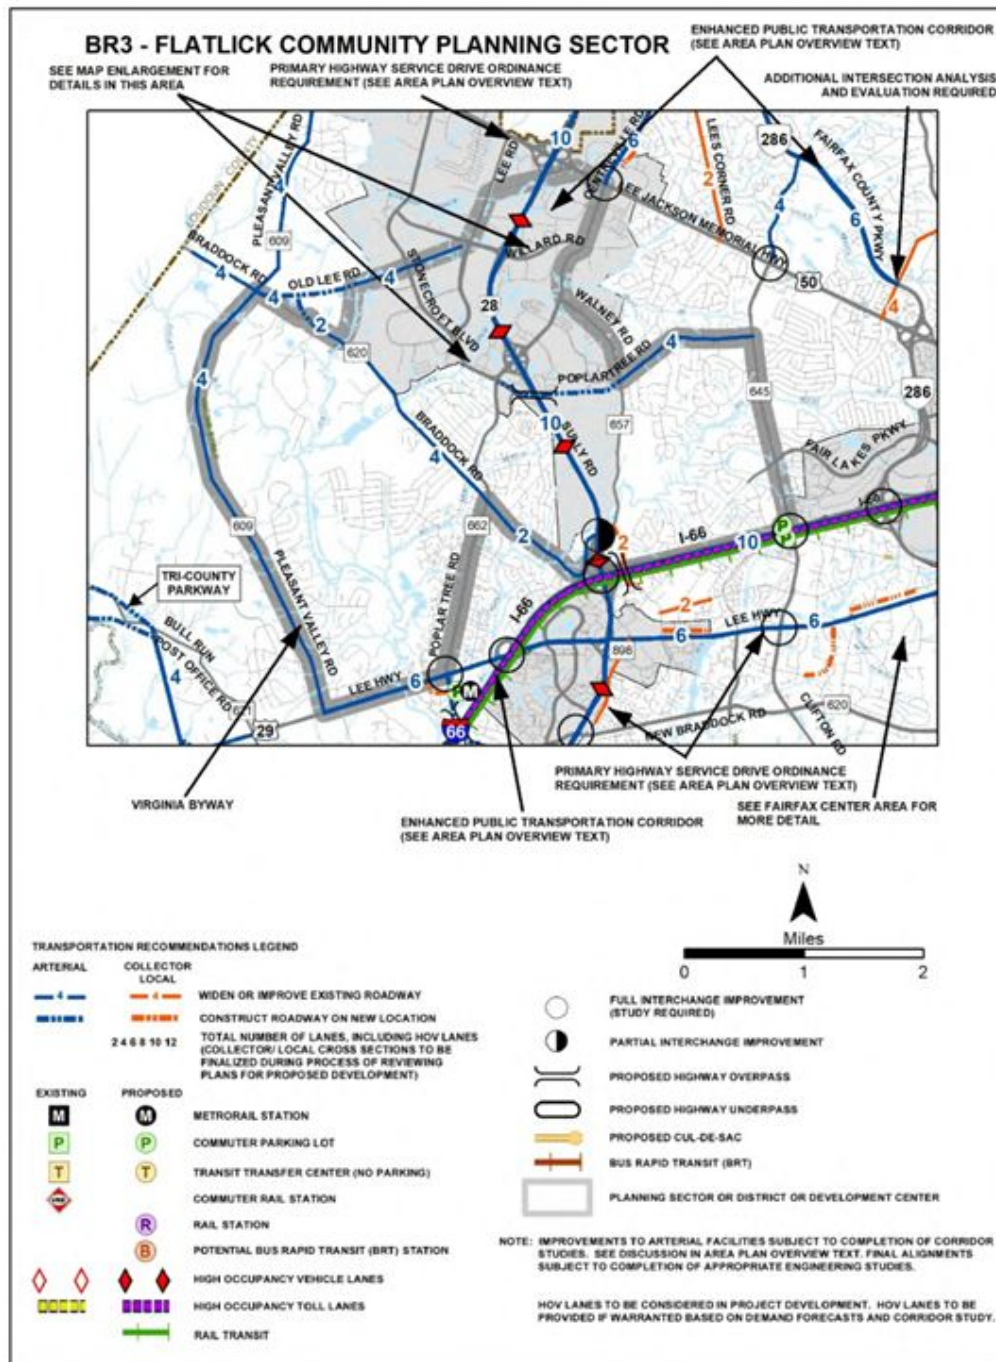 BR3 - FLATLICK COMMUNITY PLANNING SECTOR
ENHANCED PUBLIC TRANSPORTATION CORRIDOR
(SEE AREA PLAN OVERVIEW TEXT)
SEE MAP ENLARGEMENT FOR
DETAILS IN THIS AREA
PRIMARY HIGHWAY SERVICE DRIVE ORDINANCE
REQUIREMENT (SEE AREA PLAN OVERVIEW TEXT)
ADDITIONAL INTERSECTION ANALYSIS
AND EVALUATION REQUIRED
LOUDOUN COUNTY
PLEASANT VALLEY RD
4
609
LEE RD
10
CENTREVILLE RD
6
LEES CORNER RD
2
286
4
FAIRFAX COUNTY PKWY
6
LEE JACKSON MEMORIAL HWY
50
4
BRADDOCK RD
4
OLD LEE RD
4
2
620
STONECROFT BLVD
WILLARD RD
28
WALNEY RD
POPLARTREE RD
4
645
286
FAIR LAKES PKWY
10
SULLY RD
657
4
BRADDOCK RD
4
2
662
POPLAR TREE RD
609
PLEASANT VALLEY RD
2
I-66
10
P
I-66
I-66
2
LEE HWY
6
6
TRI-COUNTY
PARKWAY
BULL RUN
POST OFFICE RD
4
29
LEE HWY
6
P
M
66
898
NEW BRADDOCK RD
620
CLIFTON RD
VIRGINIA BYWAY
PRIMARY HIGHWAY SERVICE DRIVE ORDINANCE
REQUIREMENT (SEE AREA PLAN OVERVIEW TEXT)
ENHANCED PUBLIC TRANSPORTATION CORRIDOR
(SEE AREA PLAN OVERVIEW TEXT)
SEE FAIRFAX CENTER AREA FOR
MORE DETAIL
N
Miles
0 1 2
TRANSPORTATION RECOMMENDATIONS LEGEND
ARTERIAL COLLECTOR
LOCAL
4 4 WIDEN OR IMPROVE EXISTING ROADWAY
CONSTRUCT ROADWAY ON NEW LOCATION
2 4 6 8 10 12 TOTAL NUMBER OF LANES, INCLUDING HOV LANES
(COLLECTOR/ LOCAL CROSS SECTIONS TO BE
FINALIZED DURING PROCESS OF REVIEWING
PLANS FOR PROPOSED DEVELOPMENT)
EXISTING PROPOSED
M M METRORAIL STATION
P P COMMUTER PARKING LOT
T T TRANSIT TRANSFER CENTER (NO PARKING)
VRE COMMUTER RAIL STATION
R RAIL STATION
B POTENTIAL BUS RAPID TRANSIT (BRT) STATION
HIGH OCCUPANCY VEHICLE LANES
HIGH OCCUPANCY TOLL LANES
RAIL TRANSIT
FULL INTERCHANGE IMPROVEMENT
(STUDY REQUIRED)
PARTIAL INTERCHANGE IMPROVEMENT
PROPOSED HIGHWAY OVERPASS
PROPOSED HIGHWAY UNDERPASS
PROPOSED CUL-DE-SAC
BUS RAPID TRANSIT (BRT)
PLANNING SECTOR OR DISTRICT OR DEVELOPMENT CENTER
NOTE: IMPROVEMENTS TO ARTERIAL FACILITIES SUBJECT TO COMPLETION OF CORRIDOR
STUDIES. SEE DISCUSSION IN AREA PLAN OVERVIEW TEXT. FINAL ALIGNMENTS
SUBJECT TO COMPLETION OF APPROPRIATE ENGINEERING STUDIES.
HOV LANES TO BE CONSIDERED IN PROJECT DEVELOPMENT. HOV LANES TO BE
PROVIDED IF WARRANTED BASED ON DEMAND FORECASTS AND CORRIDOR STUDY.